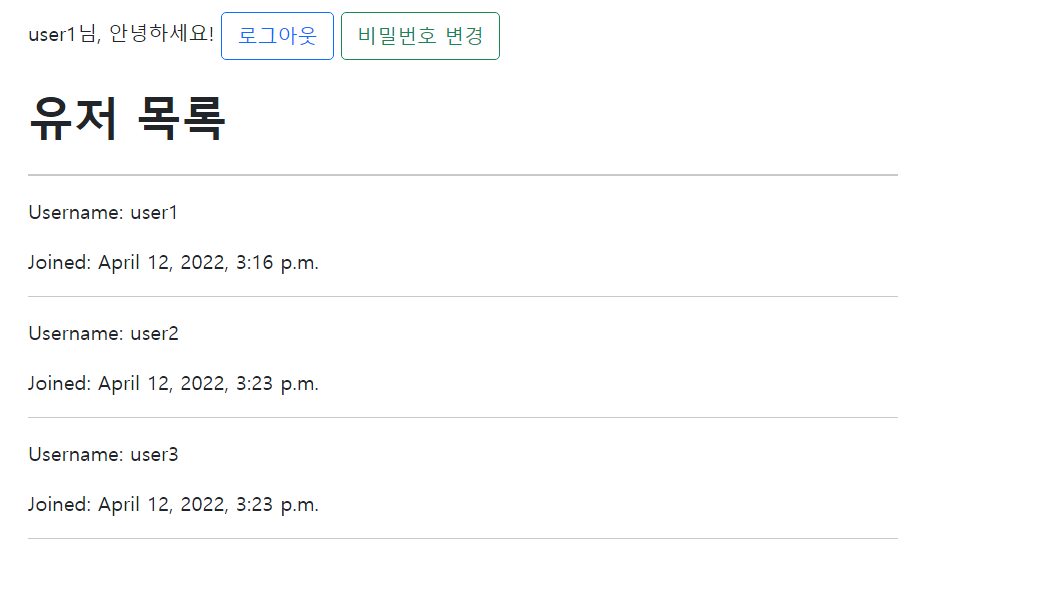 user1님, 안녕하세요! 로그아웃 비밀번호 변경
유저 목록
Username: user1
Joined: April 12, 2022, 3:16 p.m.
Username: user2
Joined: April 12, 2022, 3:23 p.m.
Username: user3
Joined: April 12, 2022, 3:23 p.m.